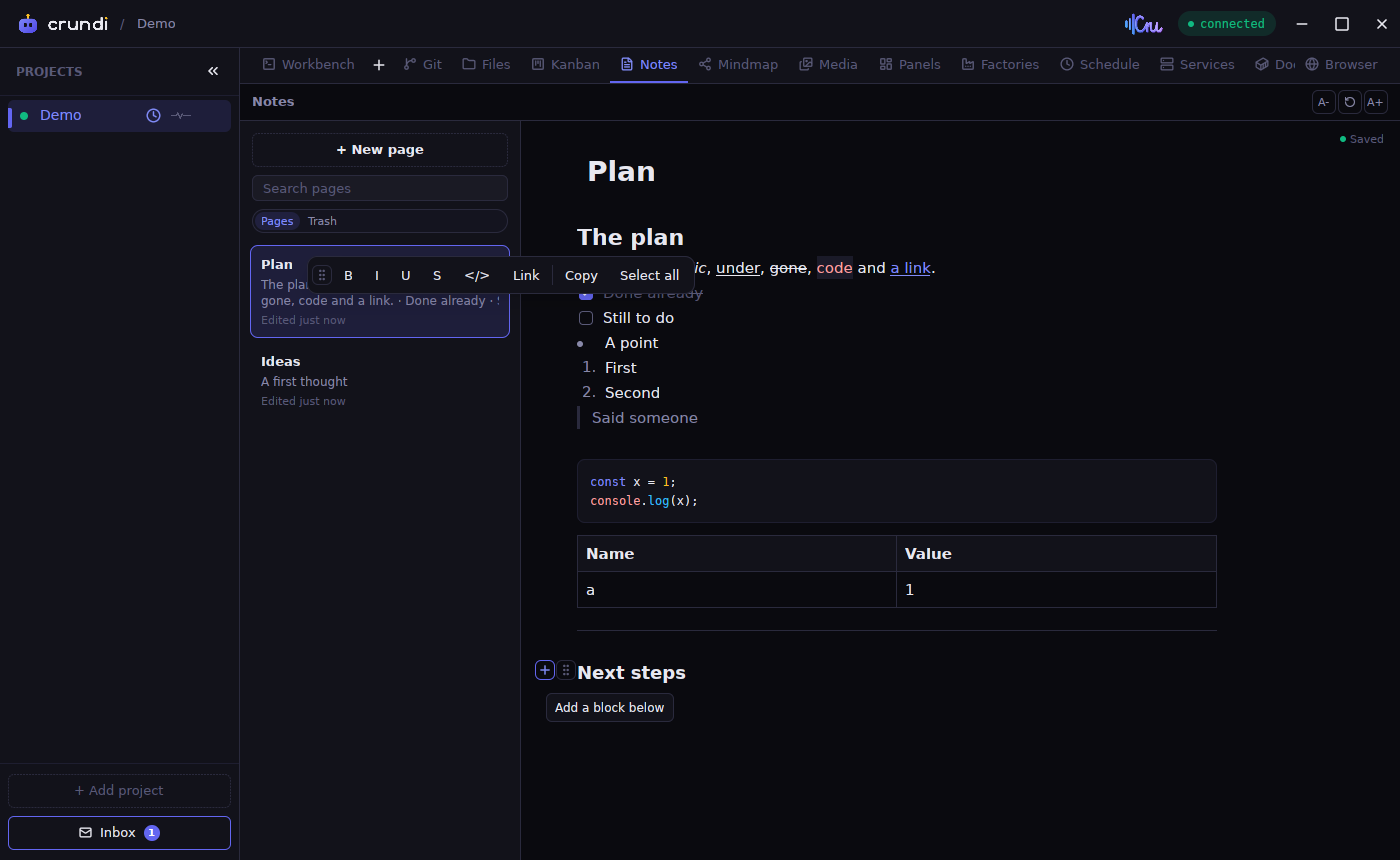 crundi / Demo
Cru
connected
PROJECTS
Demo
+ Add project
Inbox 1
Workbench + Git Files Kanban Notes Mindmap Media Panels Factories Schedule Services Browser
Notes
A- A+
+ New page
Search pages
Pages Trash
Plan
The
gone, code and a link. · Done already ·
Edited just now
Ideas
A first thought
Edited just now
B I U S </> Link Copy Select all
Saved
Plan
The plan
, under, gone, code and a link.
Done already
Still to do
A point
1. First
2. Second
Said someone
const x = 1;
console.log(x);
Name Value
a 1
+ Next steps
Add a block below